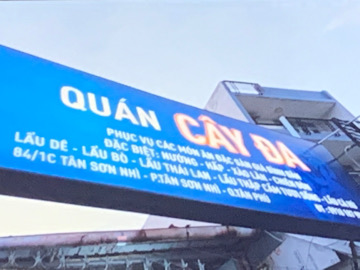 QUÁN CÂY ĐA
PHỤC VỤ CÁC MÓN ĂN ĐẶC SẢN
ĐẶC BIỆT: NƯỚNG - HẤP - XÀO LĂN - CHIÊN
LẨU DÊ - LẨU BÒ - LẨU THÁI LAN - LẨU THẬP CẨM
84/1C TÂN SƠN NHÌ - P.TÂN SƠN NHÌ - Q.TÂN PHÚ